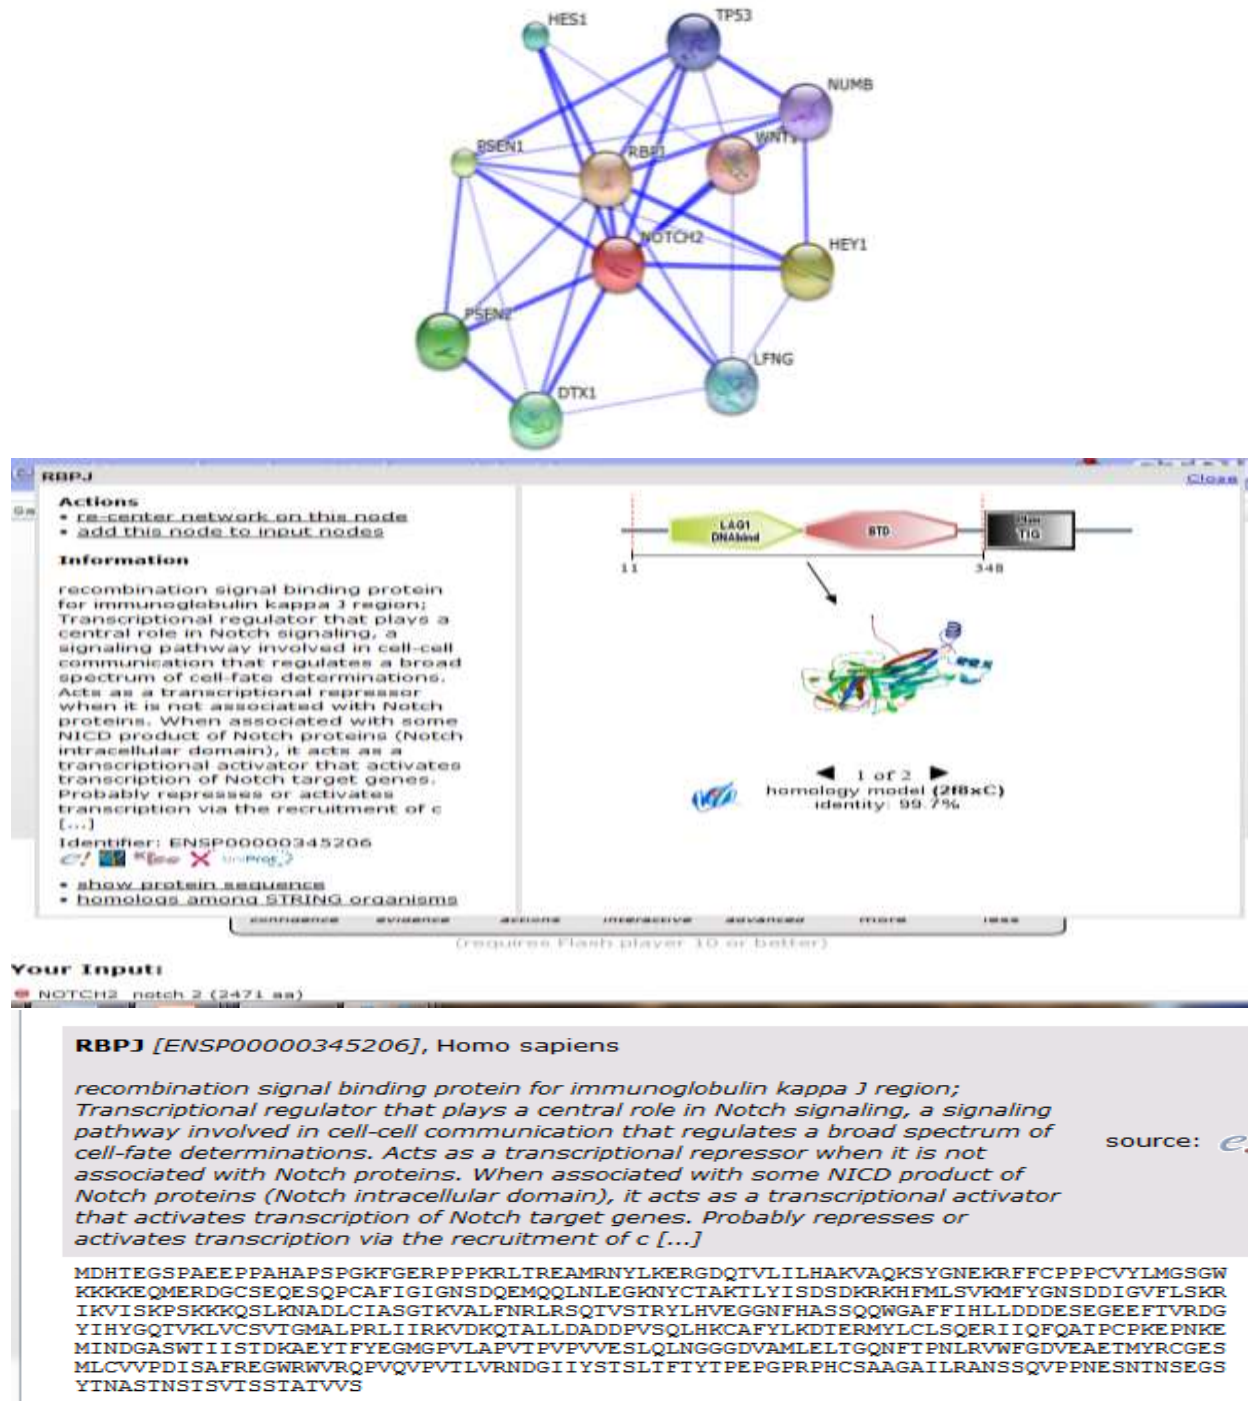 HES1
TP53
NUMB
PSEN1
RBPJ
WNT1
NOTCH2
HEY1
PSEN2
LFNG
DTX1
RBPJ
Close
Actions
• re-center network on this node
• add this node to input nodes
Information
recombination signal binding protein
for immunoglobulin kappa J region;
Transcriptional regulator that plays a
central role in Notch signaling, a
signaling pathway involved in cell-cell
communication that regulates a broad
spectrum of cell-fate determinations.
Acts as a transcriptional repressor
when it is not associated with Notch
proteins. When associated with some
NICD product of Notch proteins (Notch
intracellular domain), it acts as a
transcriptional activator that activates
transcription of Notch target genes.
Probably represses or activates
transcription via the recruitment of c
[...]
Identifier: ENSP00000345206
e! UniProt
• show protein sequence
• homologs among STRING organisms
LAG1
DNAbind
BTD
TIG
11
348
1 of 2
homology model (2f8xC)
identity: 99.7%
confidence evidence actions interactive advanced more less
(requires Flash player 10 or better)
Your Input:
NOTCH2 notch 2 (2471 aa)
RBPJ [ENSP00000345206], Homo sapiens
recombination signal binding protein for immunoglobulin kappa J region;
Transcriptional regulator that plays a central role in Notch signaling, a signaling
pathway involved in cell-cell communication that regulates a broad spectrum of
cell-fate determinations. Acts as a transcriptional repressor when it is not
associated with Notch proteins. When associated with some NICD product of
Notch proteins (Notch intracellular domain), it acts as a transcriptional activator
that activates transcription of Notch target genes. Probably represses or
activates transcription via the recruitment of c [...]
source: e
MDHTEGSPAEEPPAHAPSPGKFGERPPPKRLTREAMRNYLKERGDQTVLILHAKVAQKSYGNEKRFFCPPPCVYLMGSGW
KKKKEQMERDGCSEQESQPCAFIGIGNSDQEMQQLNLEGKNYCTAKTLYISDSDKRKHFMLSVKMFYGNSDDIGVFLSKR
IKVISKPSKKKQSLKNADLCIASGTKVALFNRLRSQTVSTRYLHVEGGNFHASSQQWGAFFIHLLDDDESEGEEFTVRDG
YIHYGQTVKLVCSVTGMALPRLIIRKVDKQTALLDADDPVSQLHKCAFYLKDTERMYLCLSQERIIQFQATPCPKEPNKE
MINDGASWTIISTDKAEYTFYEGMGPVLAPVTPVPVVESLQLNGGGDVAMLELTGQNFTPNLRVWFGDVEAETMYRCGES
MLCVVPDISAFREGWRWVRQPVQVPVTLVRNDGIIYSTSLTFTYTPEPGPRPHCSAAGAILRANSSQVPPNESNTNSEGS
YTNASTNSTSVTSSTATVVS